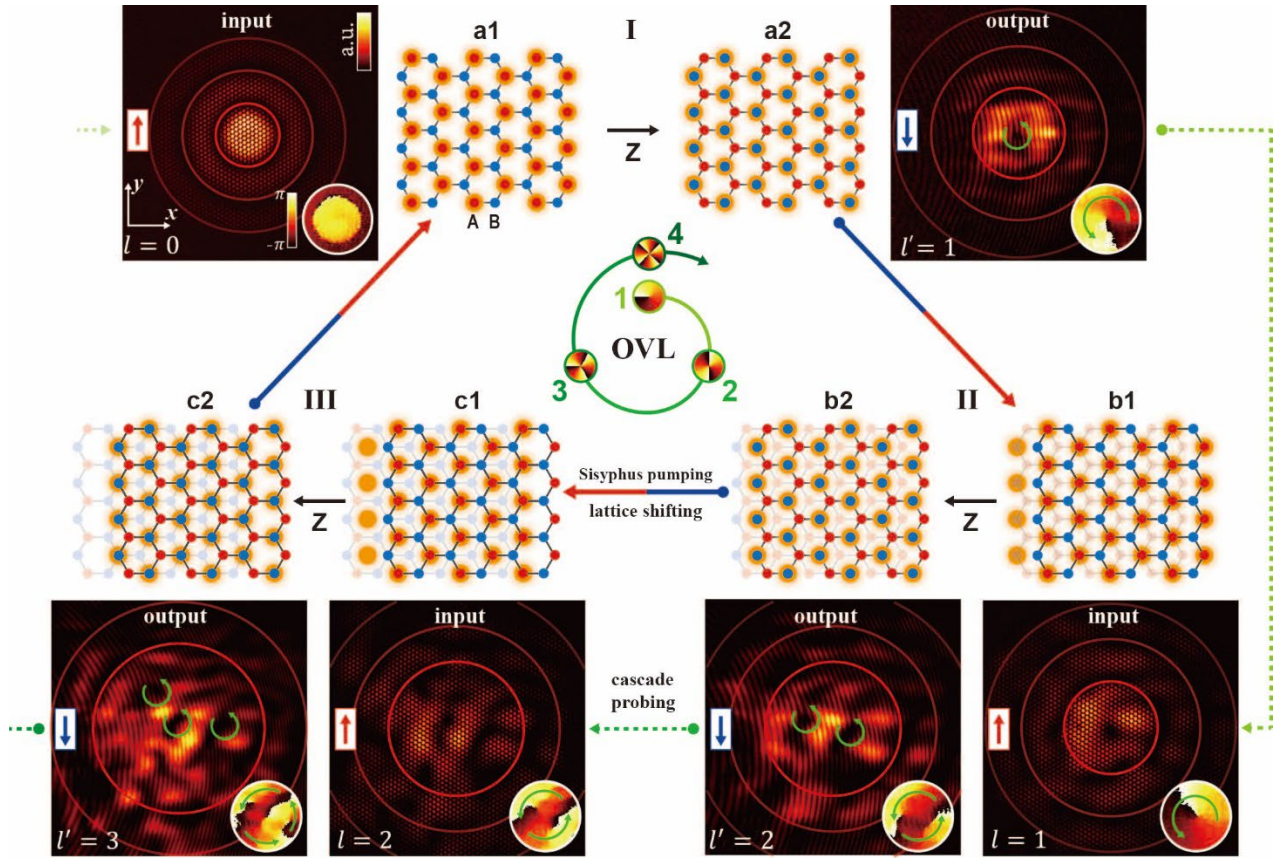 input
a.u.
y
x
π
-π
l = 0
a1
I
a2
Z
A B
output
l′ = 1
4
1
OVL
3
2
c2
III
c1
b2
II
b1
Z
Sisyphus pumping
lattice shifting
Z
output
l′ = 3
input
l = 2
cascade
probing
output
l′ = 2
input
l = 1